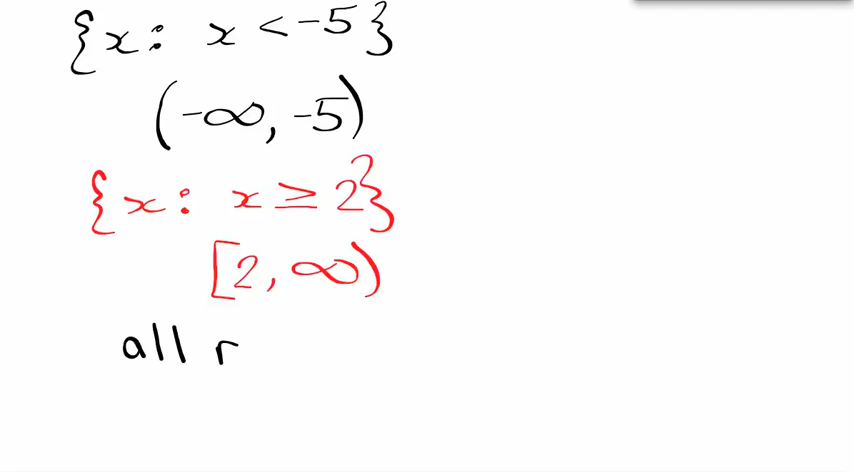 {x: x < -5}
(-∞, -5)
{x: x ≥ 2}
[2, ∞)
all r